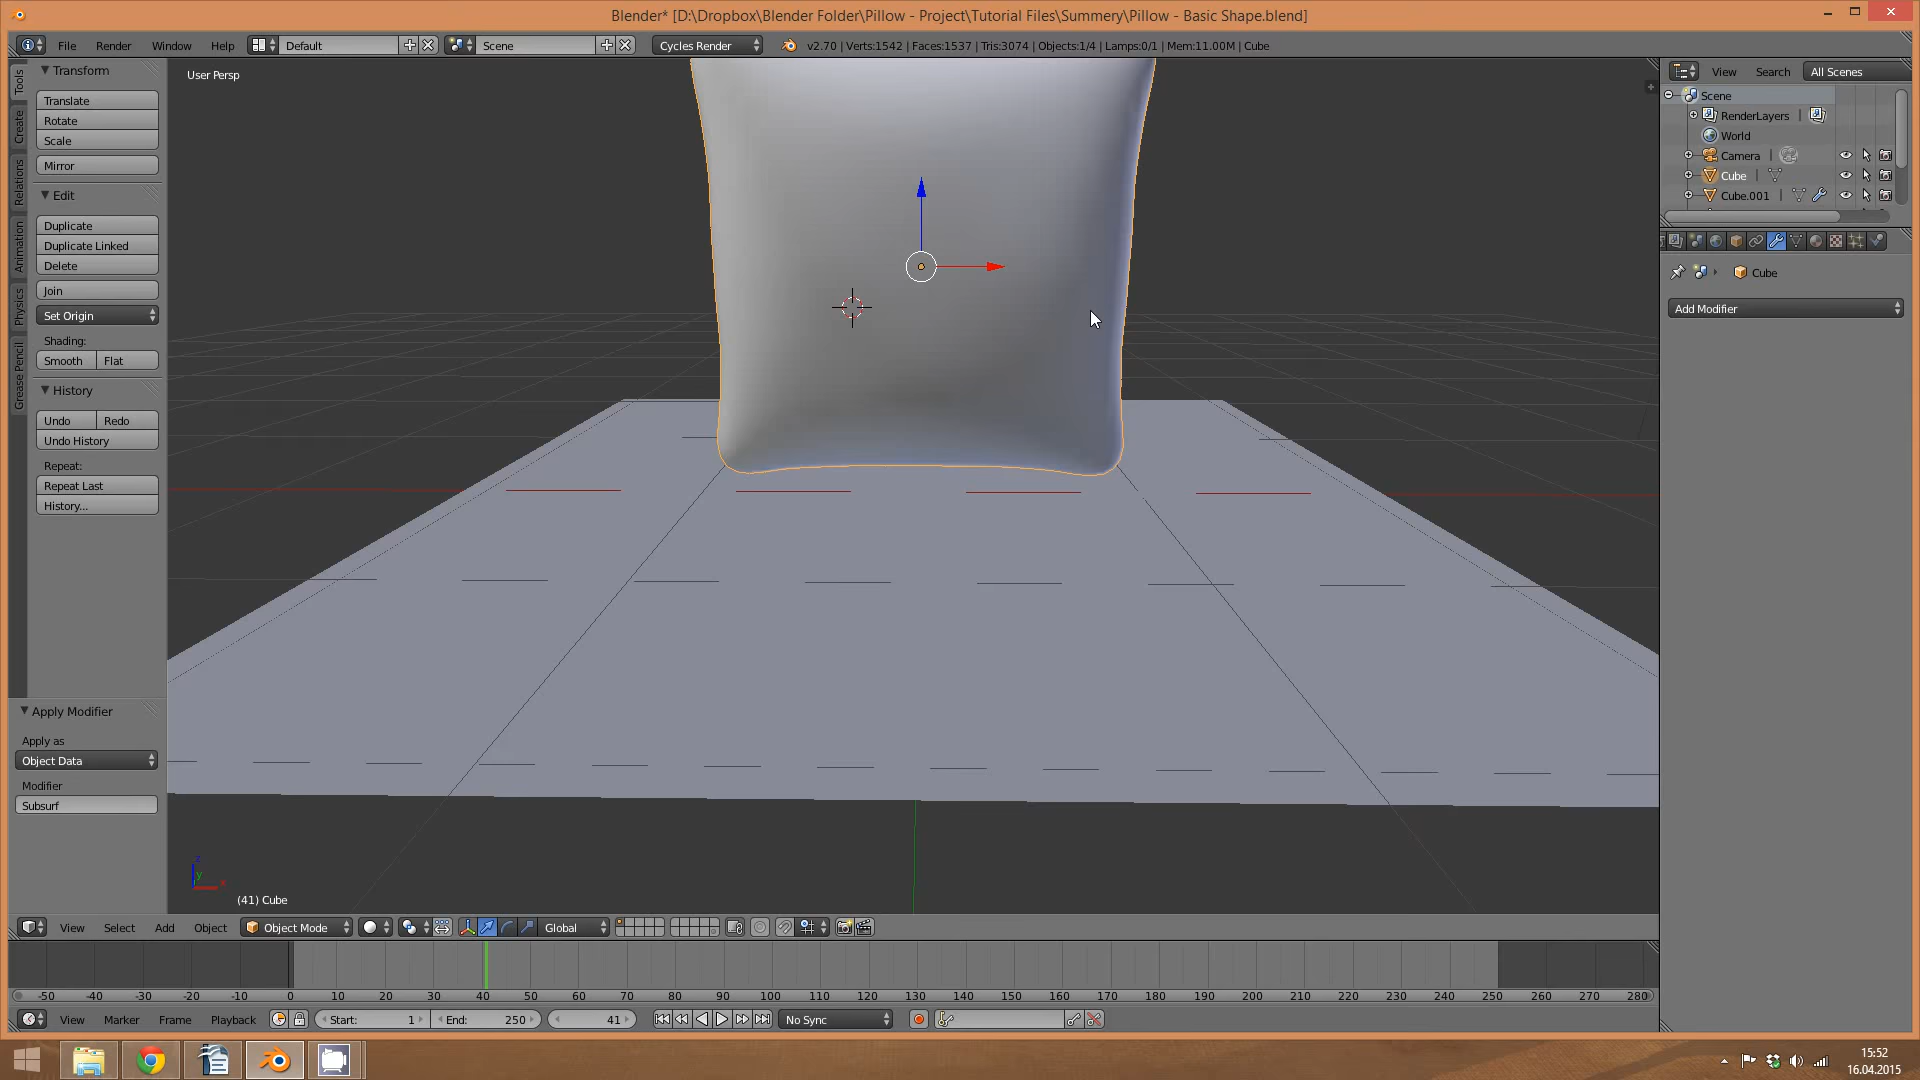 Blender* [D:\Dropbox\Blender Folder\Pillow - Project\Tutorial Files\Summery\Pillow - Basic Shape.blend]
File Render Window Help Default Scene Cycles Render v2.70 | Verts:1542 | Faces:1537 | Tris:3074 | Objects:1/4 | Lamps:0/1 | Mem:11.00M | Cube
Tools
Create
Relations
Animation
Physics
Grease Pencil
Transform
Translate
Rotate
Scale
Mirror
Edit
Duplicate
Duplicate Linked
Delete
Join
Set Origin
Shading:
Smooth Flat
History
Undo Redo
Undo History
Repeat:
Repeat Last
History...
Apply Modifier
Apply as
Object Data
Modifier
Subsurf
User Persp
z
y
x
(41) Cube
View Search All Scenes
Scene
RenderLayers
World
Camera
Cube
Cube.001
Cube
Add Modifier
View Select Add Object Object Mode Global
-50 -40 -30 -20 -10 0 10 20 30 40 50 60 70 80 90 100 110 120 130 140 150 160 170 180 190 200 210 220 230 240 250 260 270 280
View Marker Frame Playback Start: 1 End: 250 41 No Sync
15:52
16.04.2015